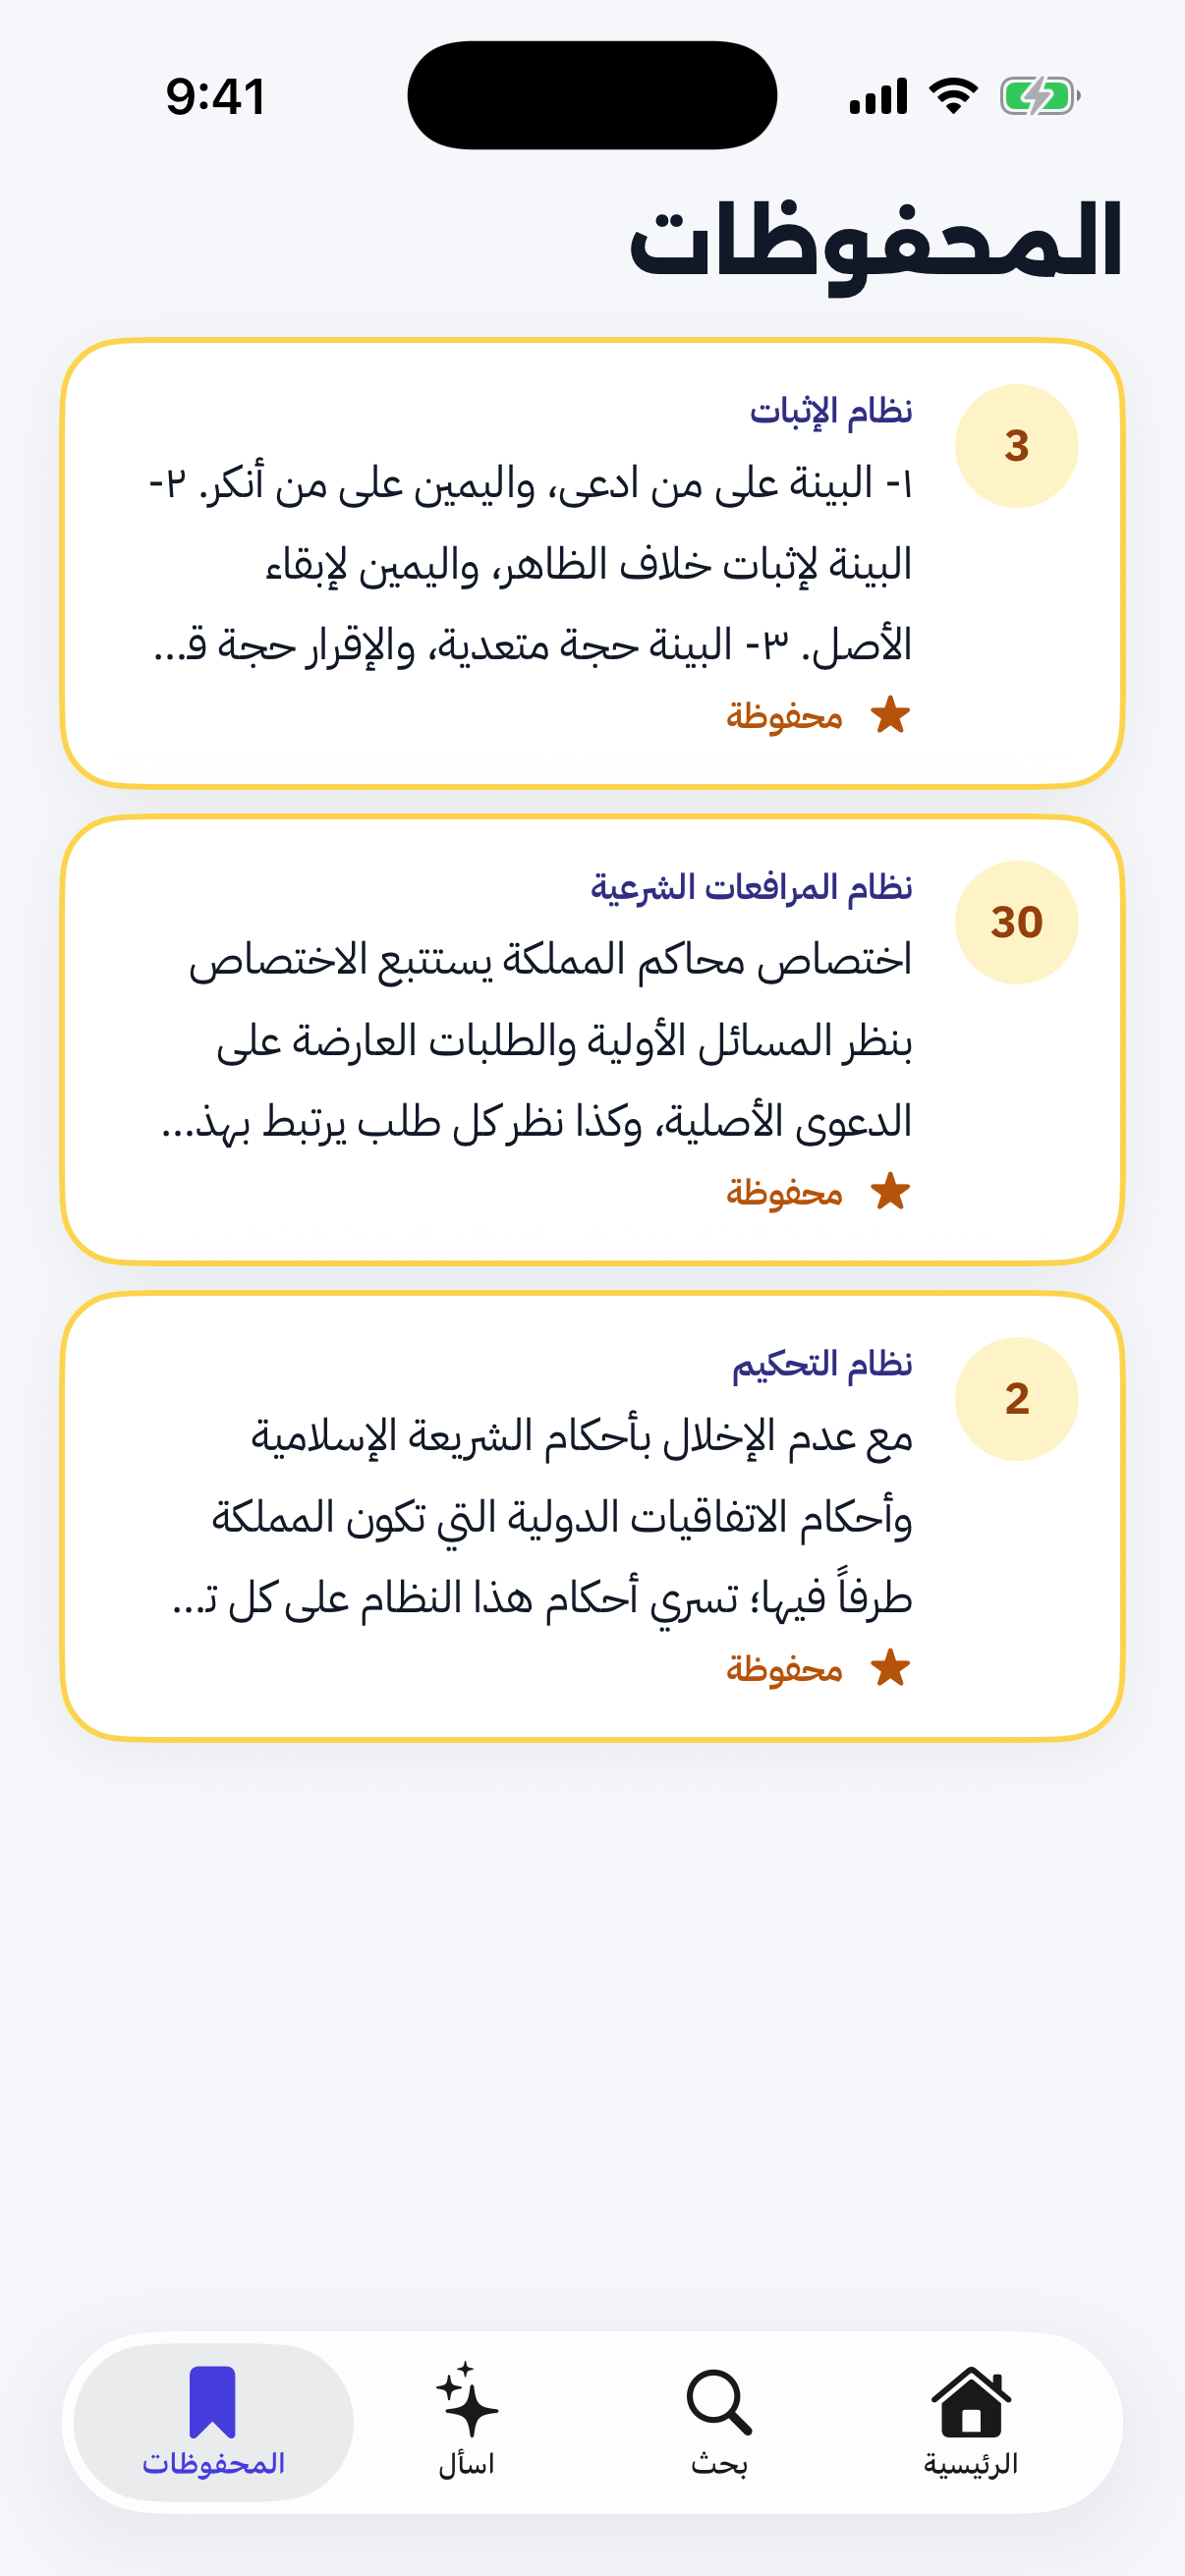 9:41
المحفوظات
3
نظام الإثبات
١- البينة على من ادعى، واليمين على من أنكر. ٢-
البينة لإثبات خلاف الظاهر، واليمين لإبقاء
الأصل. ٣- البينة حجة متعدية، والإقرار حجة قـ...
محفوظة
30
نظام المرافعات الشرعية
اختصاص محاكم المملكة يستتبع الاختصاص
بنظر المسائل الأولية والطلبات العارضة على
الدعوى الأصلية، وكذا نظر كل طلب يرتبط بهذ...
محفوظة
2
نظام التحكيم
مع عدم الإخلال بأحكام الشريعة الإسلامية
وأحكام الاتفاقيات الدولية التي تكون المملكة
طرفاً فيها؛ تسري أحكام هذا النظام على كل تـ...
محفوظة
الرئيسية
بحث
اسأل
المحفوظات